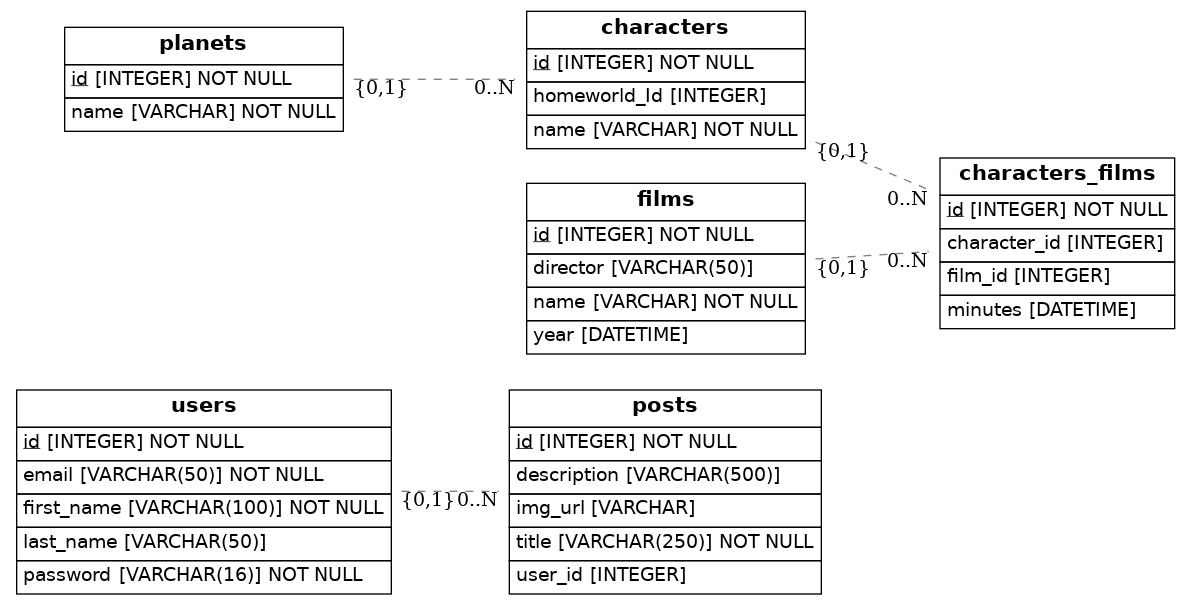 planets
id [INTEGER] NOT NULL
name [VARCHAR] NOT NULL
{0,1}
0..N
characters
id [INTEGER] NOT NULL
homeworld_Id [INTEGER]
name [VARCHAR] NOT NULL
{0,1}
0..N
films
id [INTEGER] NOT NULL
director [VARCHAR(50)]
name [VARCHAR] NOT NULL
year [DATETIME]
{0,1}
0..N
characters_films
id [INTEGER] NOT NULL
character_id [INTEGER]
film_id [INTEGER]
minutes [DATETIME]
users
id [INTEGER] NOT NULL
email [VARCHAR(50)] NOT NULL
first_name [VARCHAR(100)] NOT NULL
last_name [VARCHAR(50)]
password [VARCHAR(16)] NOT NULL
{0,1}
0..N
posts
id [INTEGER] NOT NULL
description [VARCHAR(500)]
img_url [VARCHAR]
title [VARCHAR(250)] NOT NULL
user_id [INTEGER]